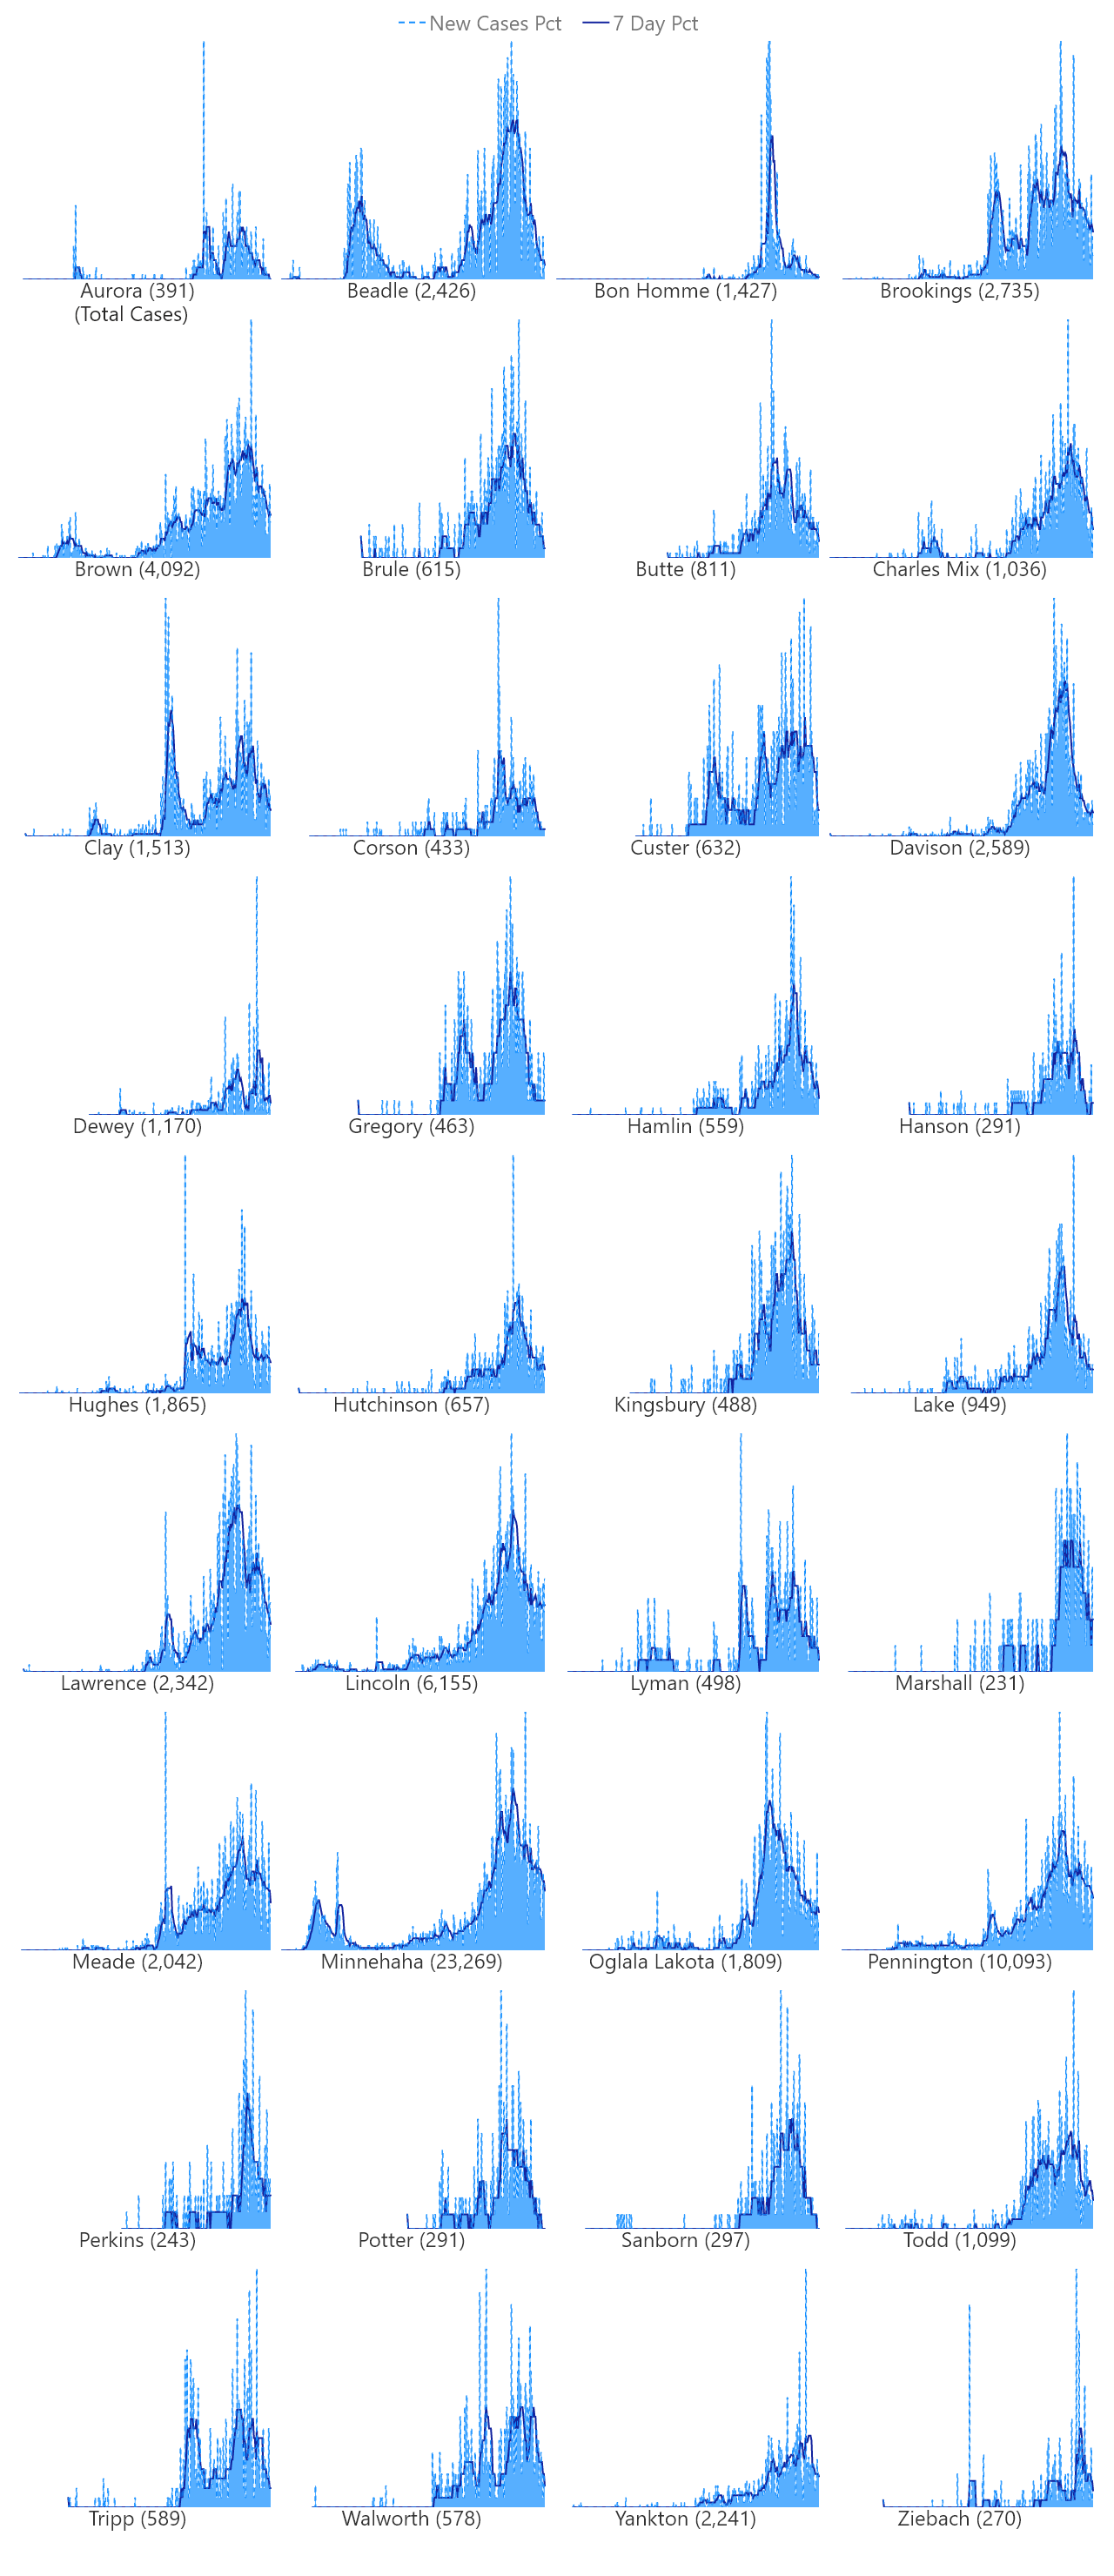 New Cases Pct 7 Day Pct
Aurora (391) Beadle (2,426) Bon Homme (1,427) Brookings (2,735)
(Total Cases)
Brown (4,092) Brule (615) Butte (811) Charles Mix (1,036)
Clay (1,513) Corson (433) Custer (632) Davison (2,589)
Dewey (1,170) Gregory (463) Hamlin (559) Hanson (291)
Hughes (1,865) Hutchinson (657) Kingsbury (488) Lake (949)
Lawrence (2,342) Lincoln (6,155) Lyman (498) Marshall (231)
Meade (2,042) Minnehaha (23,269) Oglala Lakota (1,809) Pennington (10,093)
Perkins (243) Potter (291) Sanborn (297) Todd (1,099)
Tripp (589) Walworth (578) Yankton (2,241) Ziebach (270)